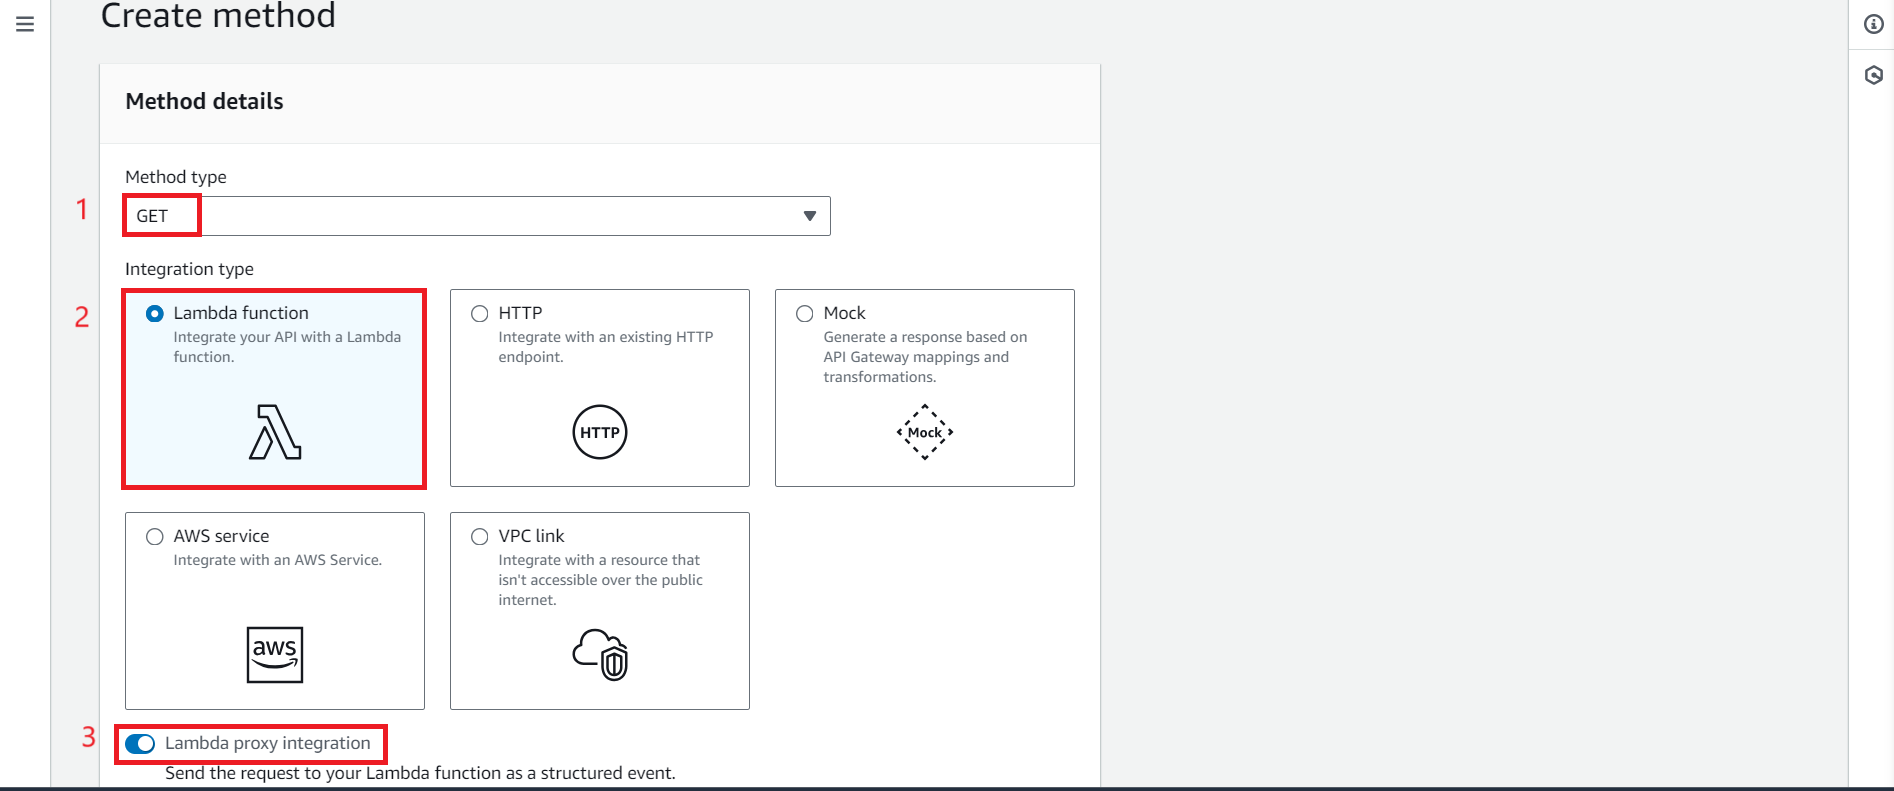 Create method
Method details
Method type
1
GET
Integration type
2
Lambda function
Integrate your API with a Lambda
function.
HTTP
Integrate with an existing HTTP
endpoint.
HTTP
Mock
Generate a response based on
API Gateway mappings and
transformations.
Mock
AWS service
Integrate with an AWS Service.
aws
VPC link
Integrate with a resource that
isn't accessible over the public
internet.
3
Lambda proxy integration
Send the request to your Lambda function as a structured event.